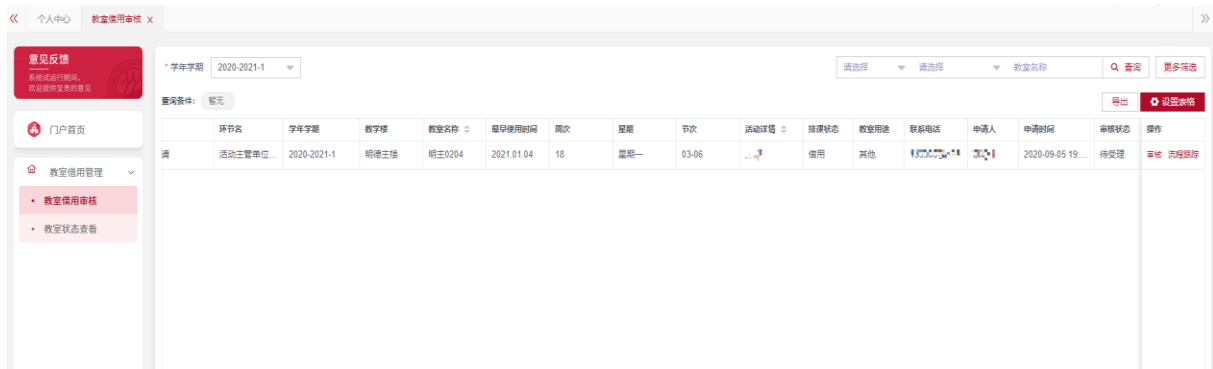 个人中心 教室借用审核 X
意见反馈
系统试运行期间,
欢迎提供宝贵的意见
门户首页
教室借用管理
• 教室借用审核
• 教室状态查看
* 学年学期 2020-2021-1 请选择 请选择 教室名称 查询 更多筛选
查询条件: 暂无 导出 设置表格
环节名 学年学期 教学楼 教室名称 最早使用时间 周次 星期 节次 活动详情 排课状态 教室用途 联系电话 申请人 申请时间 审核状态 操作
请 活动主管单位... 2020-2021-1 明德主楼 明主0204 2021.01.04 18 星期一 03-06 借用 其他 2020-09-05 19:... 待受理 审核 流程跟踪